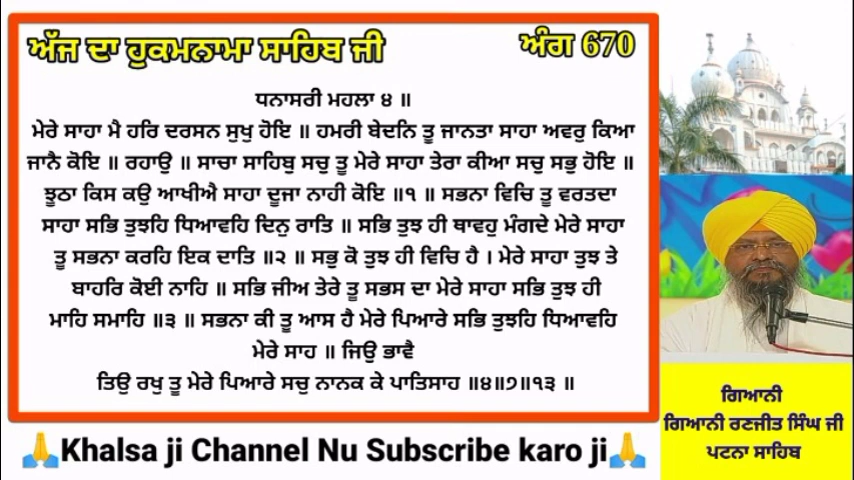 ਅੱਜ ਦਾ ਹੁਕਮਨਾਮਾ ਸਾਹਿਬ ਜੀ
ਅੰਗ 670
ਧਨਾਸਰੀ ਮਹਲਾ ੪ ॥
ਮੇਰੇ ਸਾਹਾ ਮੈ ਹਰਿ ਦਰਸਨ ਸੁਖੁ ਹੋਇ ॥ ਹਮਰੀ ਬੇਦਨਿ ਤੂ ਜਾਨਤਾ ਸਾਹਾ ਅਵਰੁ ਕਿਆ
ਜਾਨੈ ਕੋਇ ॥ ਰਹਾਉ ॥ ਸਾਚਾ ਸਾਹਿਬੁ ਸਚੁ ਤੂ ਮੇਰੇ ਸਾਹਾ ਤੇਰਾ ਕੀਆ ਸਚੁ ਸਭੁ ਹੋਇ ॥
ਝੂਠਾ ਕਿਸ ਕਉ ਆਖੀਐ ਸਾਹਾ ਦੂਜਾ ਨਾਹੀ ਕੋਇ ॥੧ ॥ ਸਭਨਾ ਵਿਚਿ ਤੂ ਵਰਤਦਾ
ਸਾਹਾ ਸਭਿ ਤੁਝਹਿ ਧਿਆਵਹਿ ਦਿਨੁ ਰਾਤਿ ॥ ਸਭਿ ਤੁਝ ਹੀ ਥਾਵਹੁ ਮੰਗਦੇ ਮੇਰੇ ਸਾਹਾ
ਤੂ ਸਭਨਾ ਕਰਹਿ ਇਕ ਦਾਤਿ ॥੨ ॥ ਸਭੁ ਕੋ ਤੁਝ ਹੀ ਵਿਚਿ ਹੈ । ਮੇਰੇ ਸਾਹਾ ਤੁਝ ਤੇ
ਬਾਹਰਿ ਕੋਈ ਨਾਹਿ ॥ ਸਭਿ ਜੀਅ ਤੇਰੇ ਤੂ ਸਭਸ ਦਾ ਮੇਰੇ ਸਾਹਾ ਸਭਿ ਤੁਝ ਹੀ
ਮਾਹਿ ਸਮਾਹਿ ॥੩ ॥ ਸਭਨਾ ਕੀ ਤੂ ਆਸ ਹੈ ਮੇਰੇ ਪਿਆਰੇ ਸਭਿ ਤੁਝਹਿ ਧਿਆਵਹਿ
ਮੇਰੇ ਸਾਹ ॥ ਜਿਉ ਭਾਵੈ
ਤਿਉ ਰਖੁ ਤੂ ਮੇਰੇ ਪਿਆਰੇ ਸਚੁ ਨਾਨਕ ਕੇ ਪਾਤਿਸਾਹ ॥੪॥੭॥੧੩ ॥
🙏Khalsa ji Channel Nu Subscribe karo ji🙏
ਗਿਆਨੀ
ਗਿਆਨੀ ਰਣਜੀਤ ਸਿੰਘ ਜੀ
ਪਟਨਾ ਸਾਹਿਬ